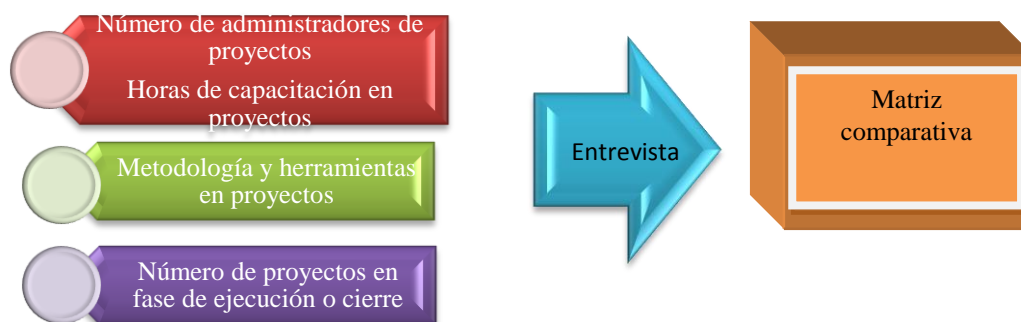 Número de administradores de
proyectos
Horas de capacitación en
proyectos
Metodología y herramientas
en proyectos
Número de proyectos en
fase de ejecución o cierre
Entrevista
Matriz
comparativa